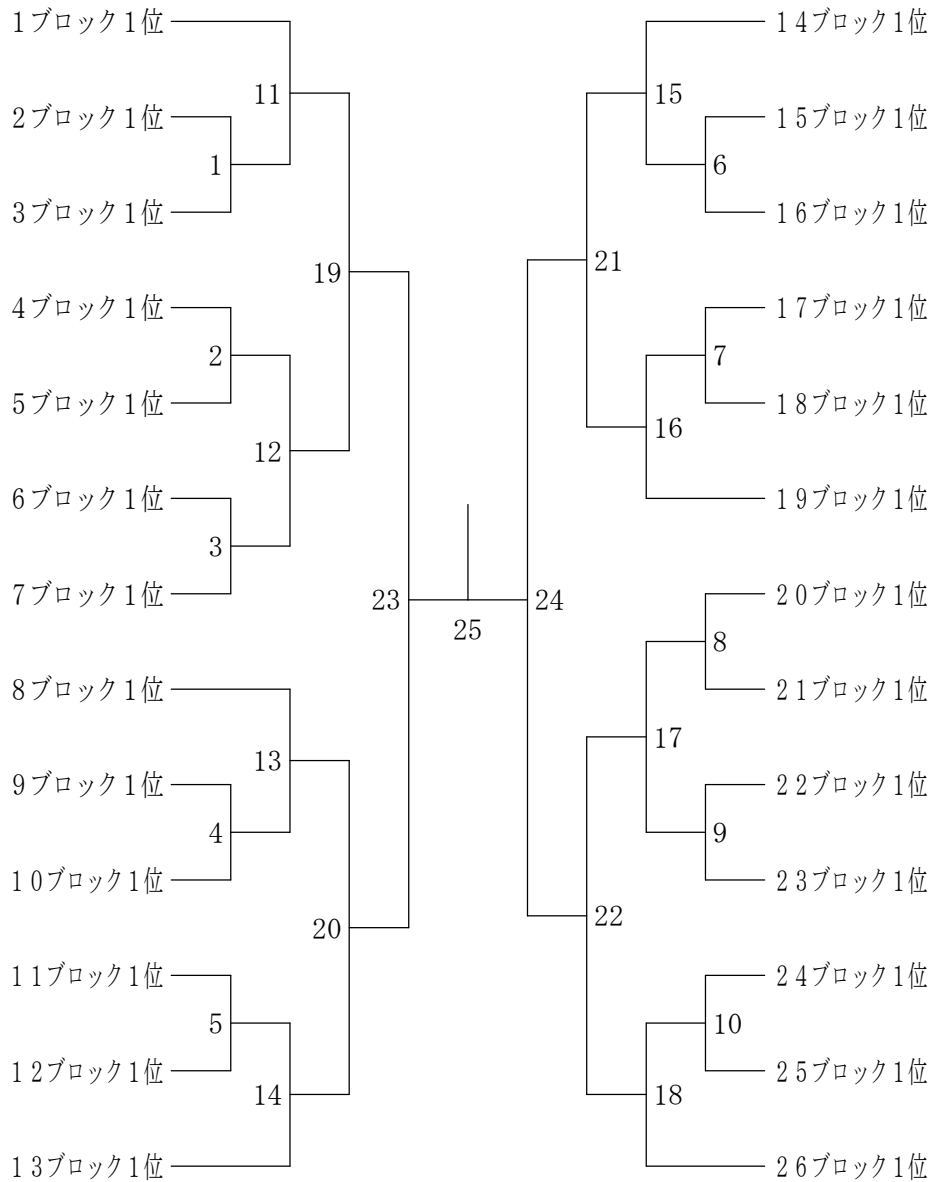 1ブロック1位
2ブロック1位
3ブロック1位
4ブロック1位
5ブロック1位
6ブロック1位
7ブロック1位
8ブロック1位
9ブロック1位
10ブロック1位
11ブロック1位
12ブロック1位
13ブロック1位
1
2
3
4
5
11
12
13
14
19
20
23
25
24
21
22
15
16
17
18
6
7
8
9
10
14ブロック1位
15ブロック1位
16ブロック1位
17ブロック1位
18ブロック1位
19ブロック1位
20ブロック1位
21ブロック1位
22ブロック1位
23ブロック1位
24ブロック1位
25ブロック1位
26ブロック1位